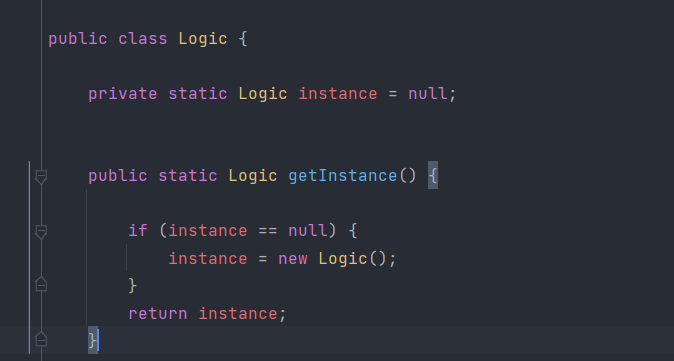 public class Logic {
private static Logic instance = null;
public static Logic getInstance() {
if (instance == null) {
instance = new Logic();
}
return instance;
}